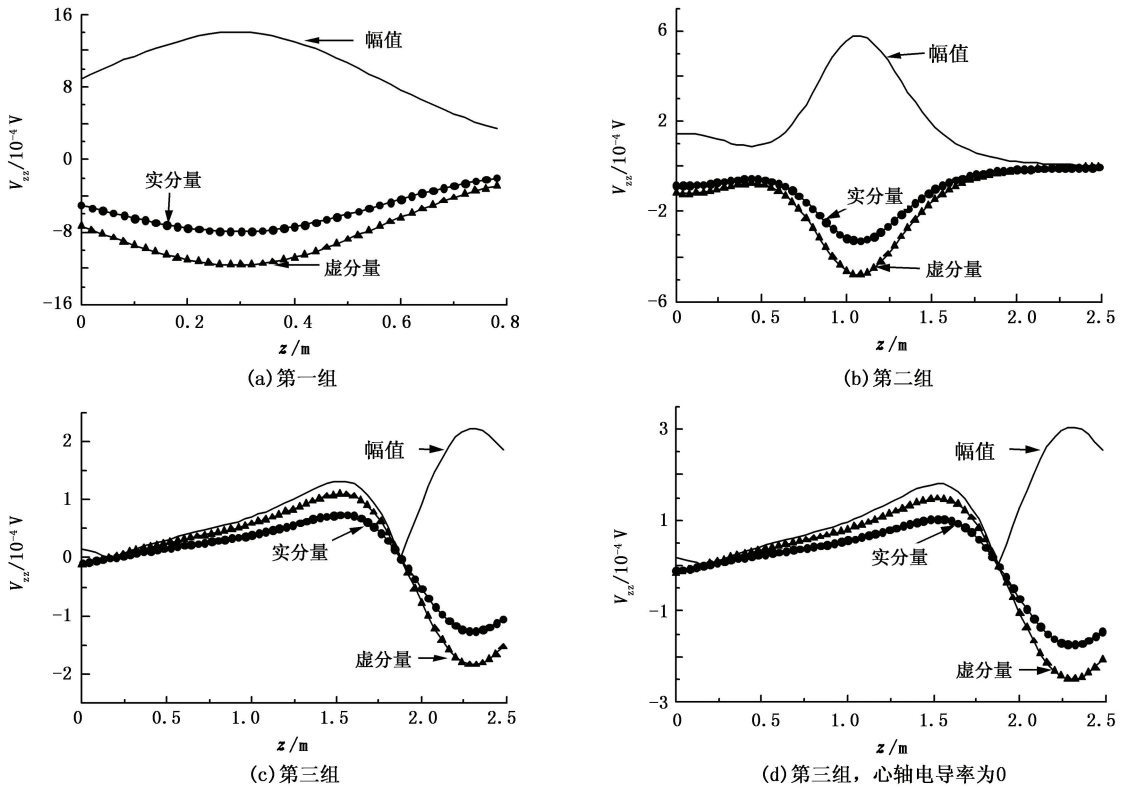 16
8
0
-8
-16
V_zz/10⁻⁴ V
幅值
实分量
虚分量
0
0.2
0.4
0.6
0.8
z/m
(a)第一组
6
2
-2
-6
V_zz/10⁻⁴ V
幅值
实分量
虚分量
0
0.5
1.0
1.5
2.0
2.5
z/m
(b)第二组
2
1
0
-1
-2
V_zz/10⁻⁴ V
幅值
实分量
虚分量
0
0.5
1.0
1.5
2.0
2.5
z/m
(c)第三组
3
1
-1
-3
V_zz/10⁻⁴ V
幅值
实分量
虚分量
0
0.5
1.0
1.5
2.0
2.5
z/m
(d)第三组，心轴电导率为0